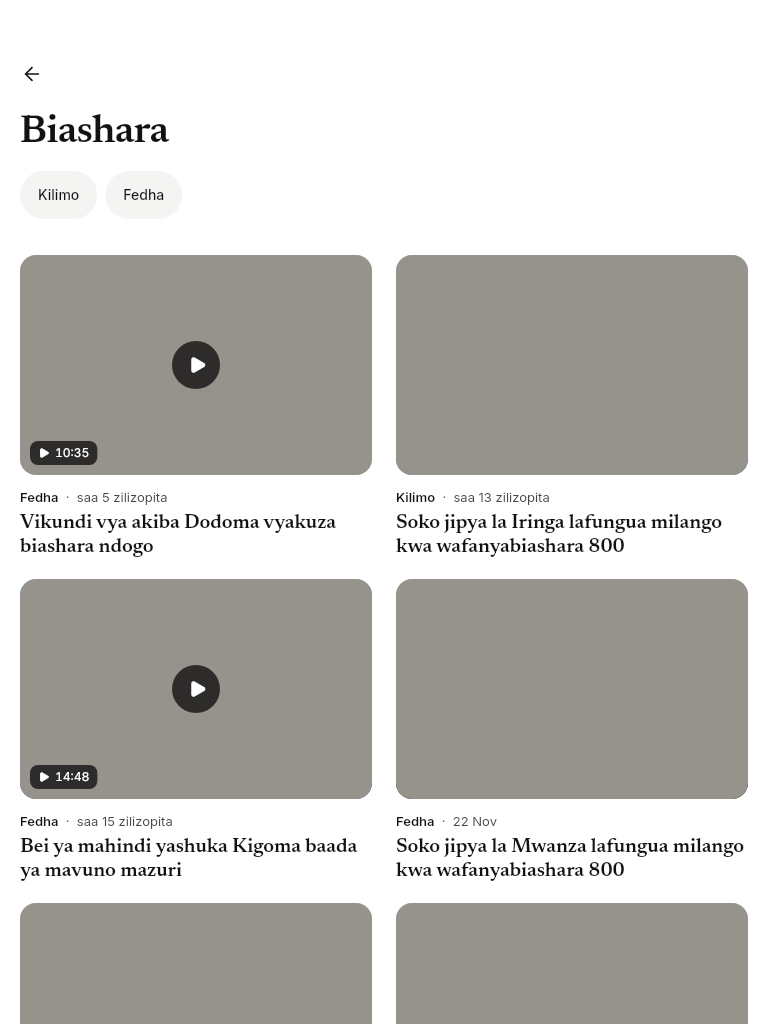 Biashara
Kilimo
Fedha
10:35
Fedha · saa 5 zilizopita
Vikundi vya akiba Dodoma vyakuza
biashara ndogo
Kilimo · saa 13 zilizopita
Soko jipya la Iringa lafungua milango
kwa wafanyabiashara 800
14:48
Fedha · saa 15 zilizopita
Bei ya mahindi yashuka Kigoma baada
ya mavuno mazuri
Fedha · 22 Nov
Soko jipya la Mwanza lafungua milango
kwa wafanyabiashara 800